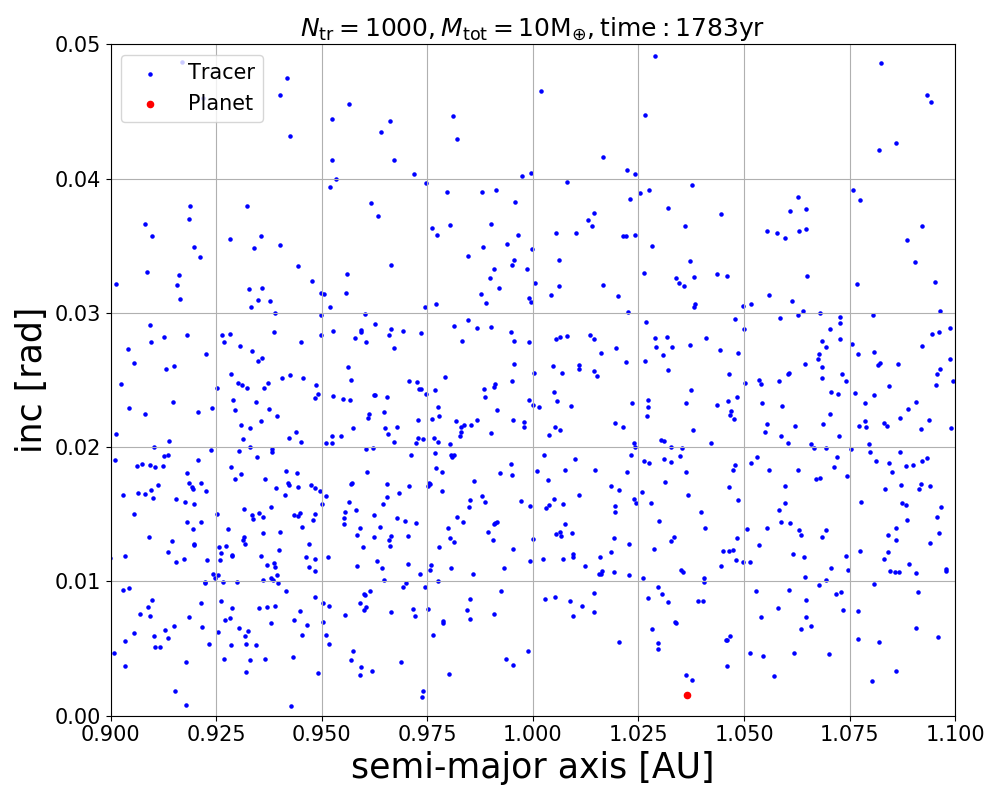 N_tr = 1000, M_tot = 10M_⊕, time : 1783yr
Tracer
Planet
0.05
0.04
0.03
0.02
0.01
0.00
inc [rad]
0.900 0.925 0.950 0.975 1.000 1.025 1.050 1.075 1.100
semi-major axis [AU]